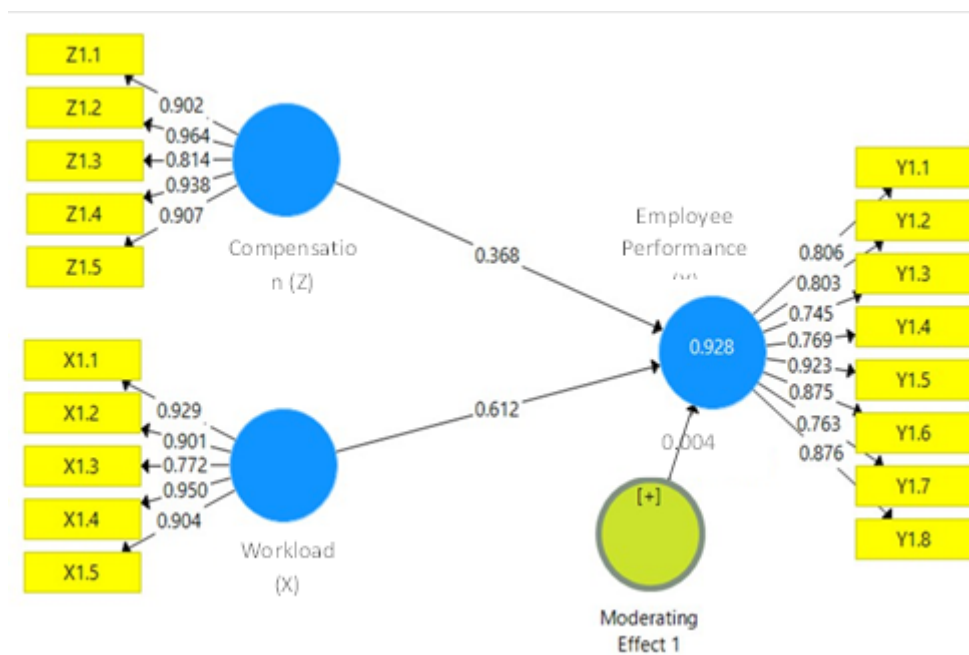 Z1.1
Z1.2
Z1.3
Z1.4
Z1.5
0.902
0.964
0.814
0.938
0.907
Compensatio
n (Z)
0.368
X1.1
X1.2
X1.3
X1.4
X1.5
0.929
0.901
0.772
0.950
0.904
Workload
(X)
0.612
Employee
Performance
0.928
0.806
0.803
0.745
0.769
0.923
0.875
0.763
0.876
Y1.1
Y1.2
Y1.3
Y1.4
Y1.5
Y1.6
Y1.7
Y1.8
0.004
[+]
Moderating
Effect 1